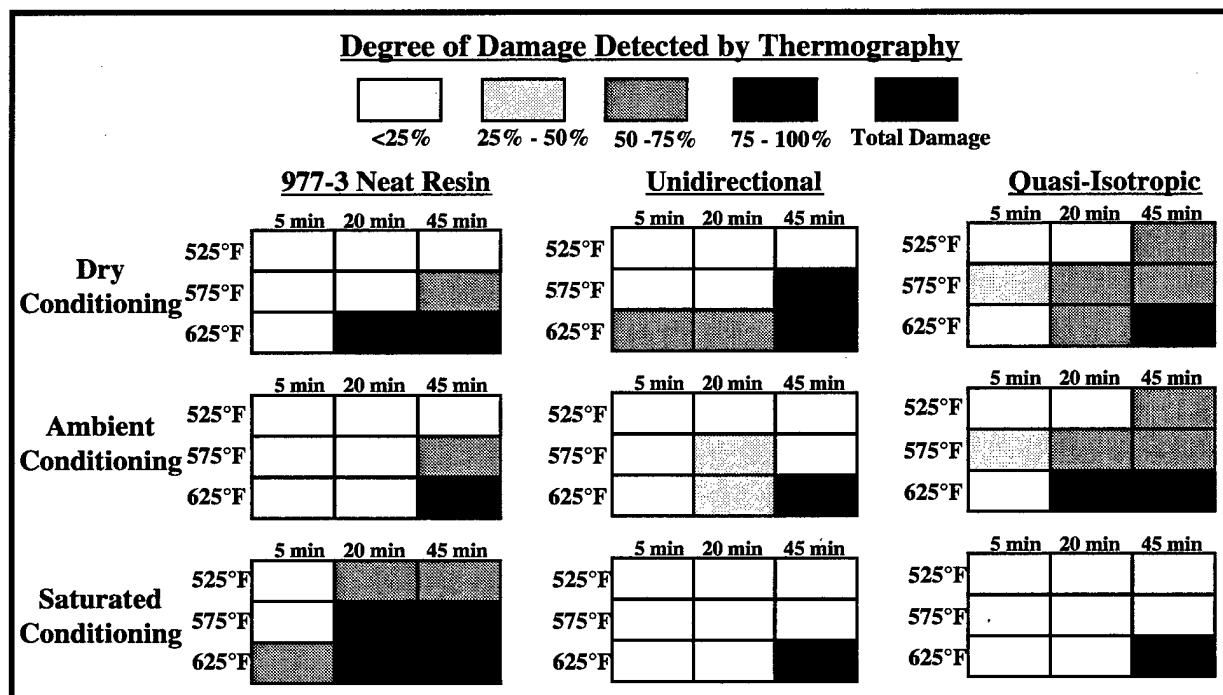 Degree of Damage Detected by Thermography
<25% 25% - 50% 50 -75% 75 - 100% Total Damage
977-3 Neat Resin Unidirectional Quasi-Isotropic
5 min 20 min 45 min 5 min 20 min 45 min 5 min 20 min 45 min
525°F 525°F 525°F
Dry
Conditioning
575°F 575°F 575°F
625°F 625°F 625°F
5 min 20 min 45 min 5 min 20 min 45 min 5 min 20 min 45 min
525°F 525°F 525°F
Ambient
Conditioning
575°F 575°F 575°F
625°F 625°F 625°F
5 min 20 min 45 min 5 min 20 min 45 min 5 min 20 min 45 min
525°F 525°F 525°F
Saturated
Conditioning
575°F 575°F 575°F
625°F 625°F 625°F